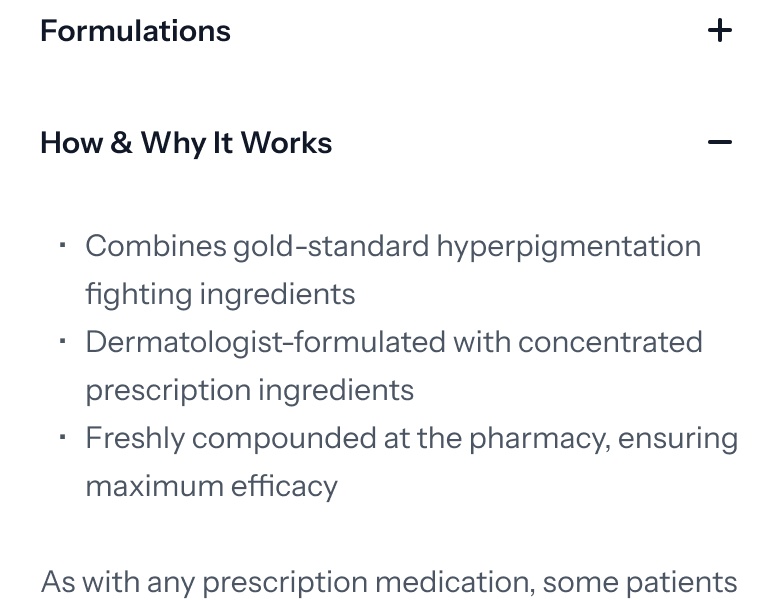 Formulations
How & Why It Works
· Combines gold-standard hyperpigmentation
fighting ingredients
· Dermatologist-formulated with concentrated
prescription ingredients
· Freshly compounded at the pharmacy, ensuring
maximum efficacy
As with any prescription medication, some patients